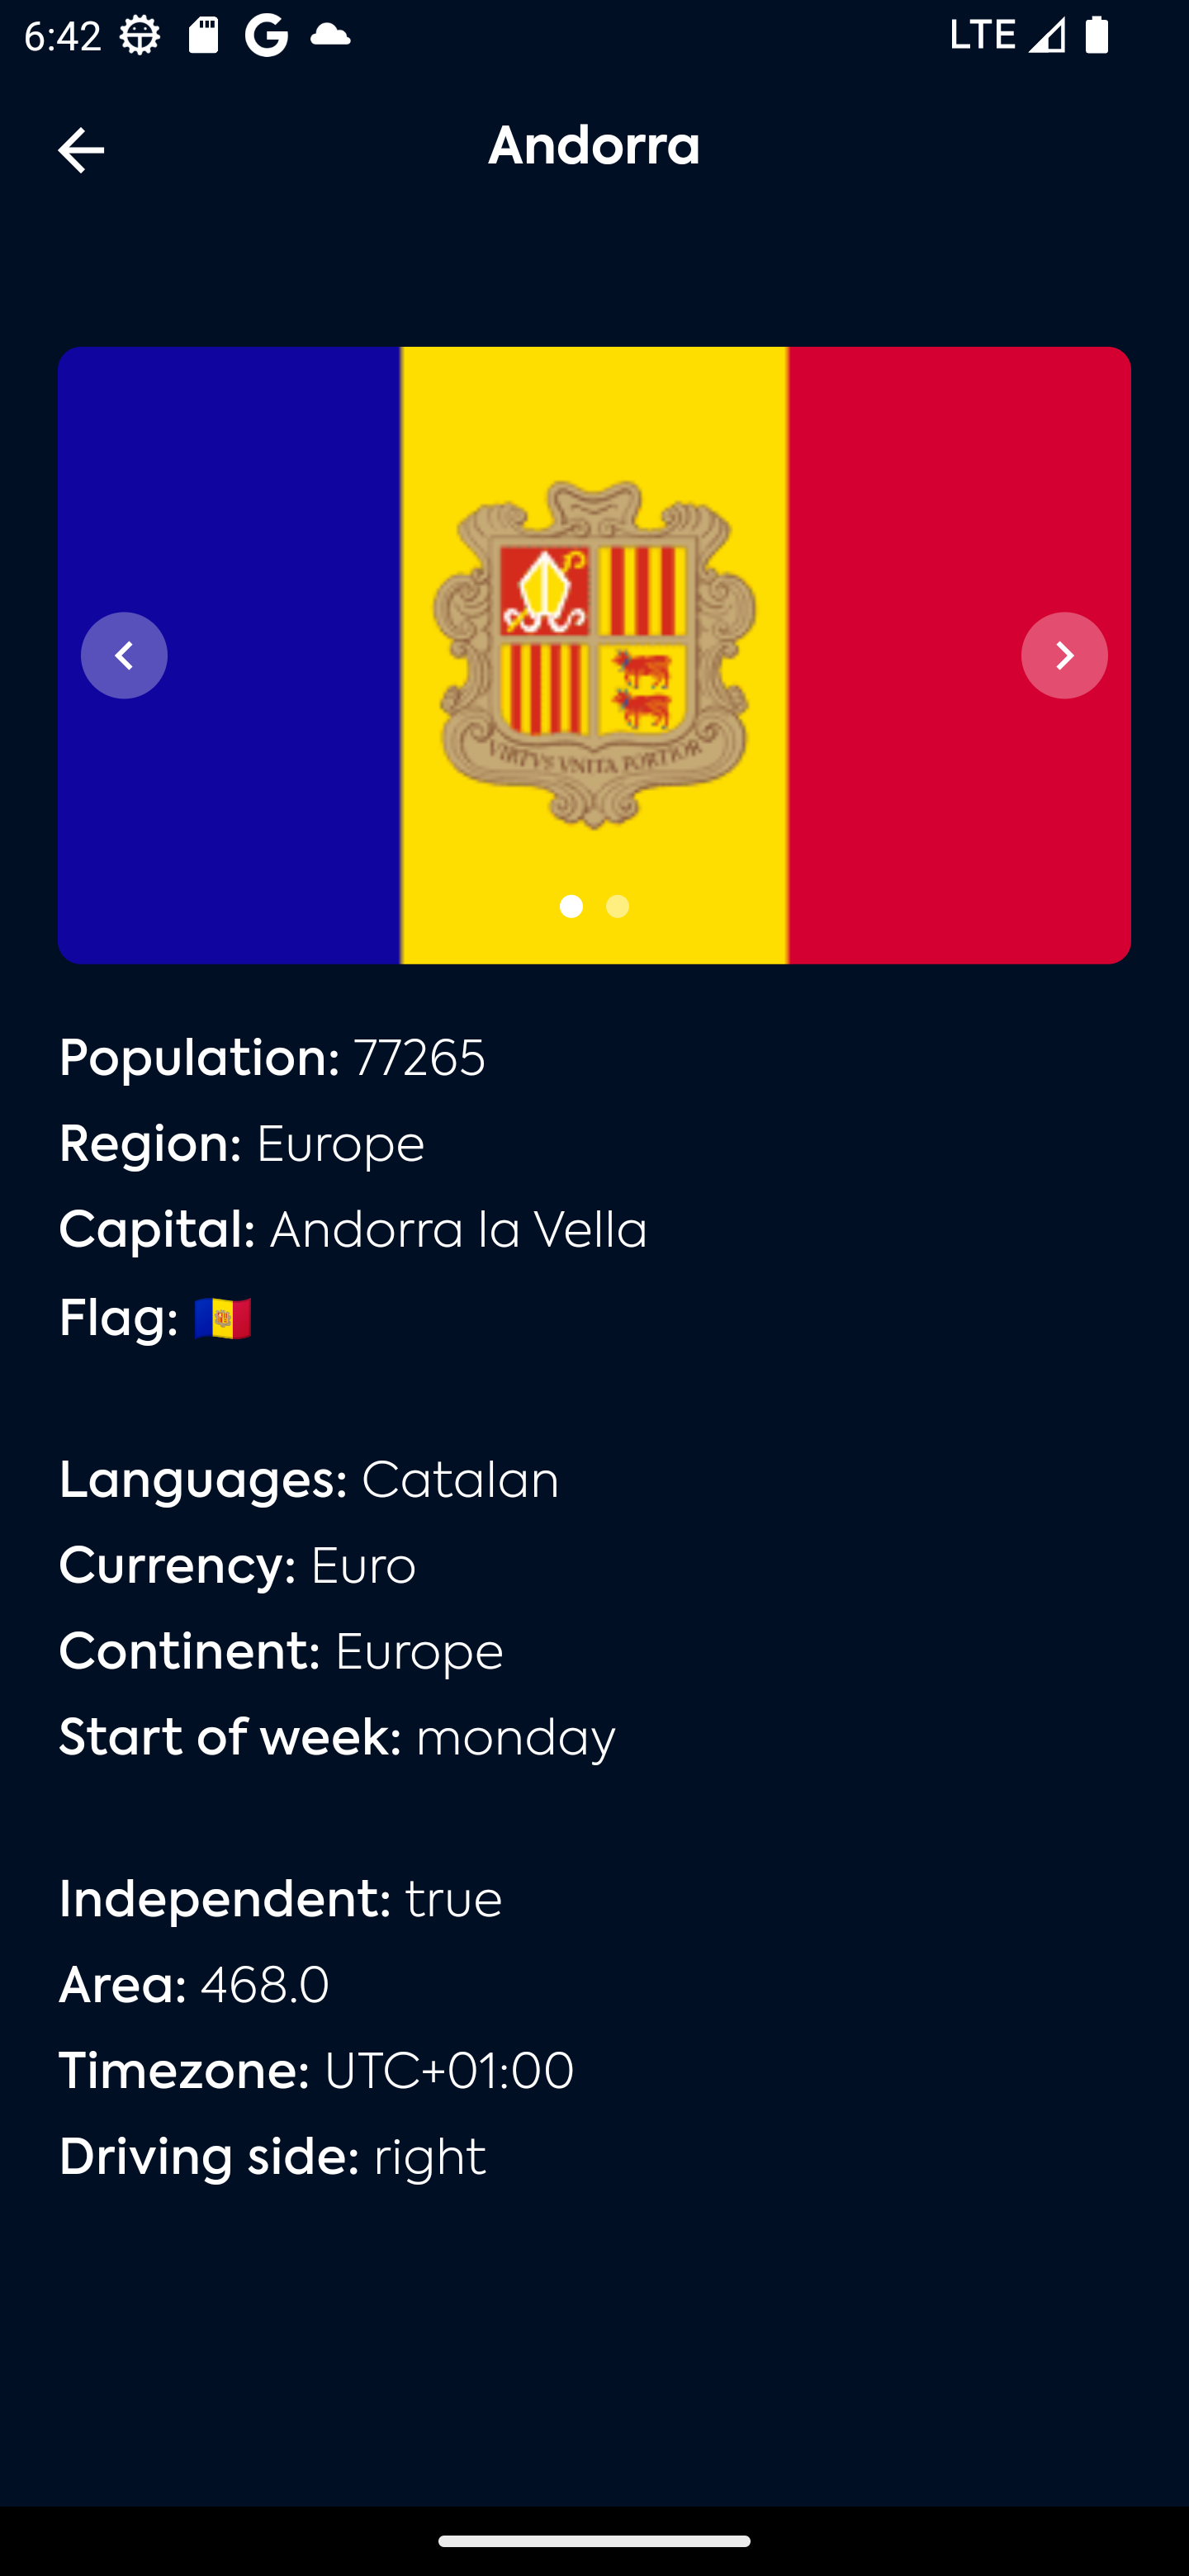 6:42 LTE
Andorra
VIRTVS VNITA FORTIOR
Population: 77265
Region: Europe
Capital: Andorra la Vella
Flag: 🇦🇩
Languages: Catalan
Currency: Euro
Continent: Europe
Start of week: monday
Independent: true
Area: 468.0
Timezone: UTC+01:00
Driving side: right